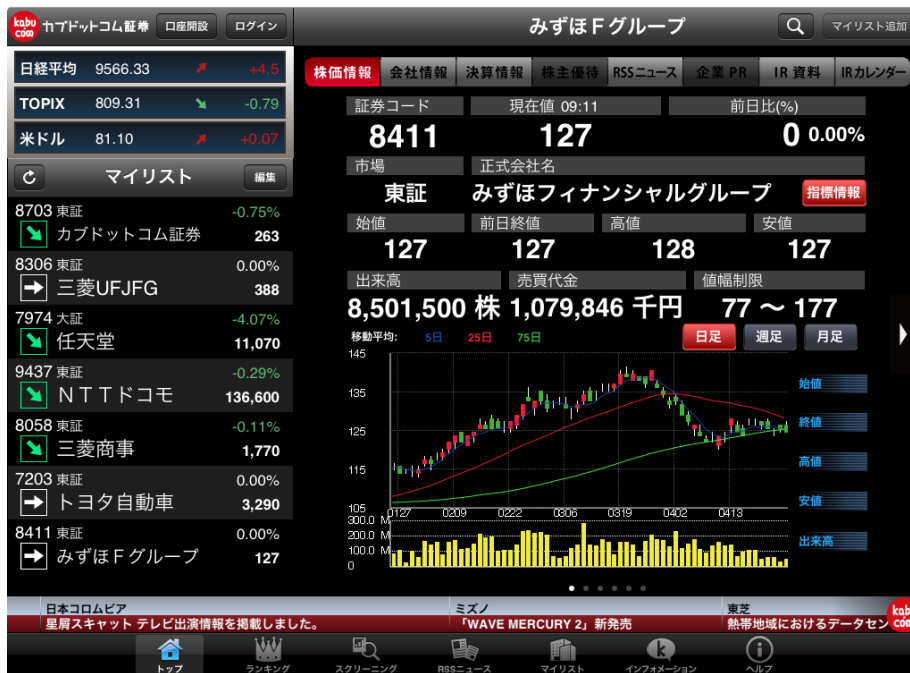 kabu.com カブドットコム証券 口座開設 ログイン
みずほＦグループ マイリスト追加
日経平均 9566.33 +4.5
TOPIX 809.31 -0.79
米ドル 81.10 +0.07
マイリスト 編集
8703 東証 -0.75%
カブドットコム証券 263
8306 東証 0.00%
三菱UFJFG 388
7974 大証 -4.07%
任天堂 11,070
9437 東証 -0.29%
ＮＴＴドコモ 136,600
8058 東証 -0.11%
三菱商事 1,770
7203 東証 0.00%
トヨタ自動車 3,290
8411 東証 0.00%
みずほＦグループ 127
株価情報 会社情報 決算情報 株主優待 RSSニュース 企業 PR IR 資料 IRカレンダー
証券コード 現在値 09:11 前日比(%)
8411 127 0 0.00%
市場 正式会社名
東証 みずほフィナンシャルグループ 指標情報
始値 前日終値 高値 安値
127 127 128 127
出来高 売買代金 値幅制限
8,501,500 株 1,079,846 千円 77 ～ 177
移動平均: 5日 25日 75日 日足 週足 月足
145
135
125
115
105
0127 0209 0222 0306 0319 0402 0413
300.0 M
200.0 M
100.0 M
0
始値
終値
高値
安値
出来高
日本コロムビア ミズノ 東芝
星屑スキャット テレビ出演情報を掲載しました。 「WAVE MERCURY 2」新発売 熱帯地域におけるデータセン
kabu.com
トップ ランキング スクリーニング RSSニュース マイリスト インフォメーション ヘルプ